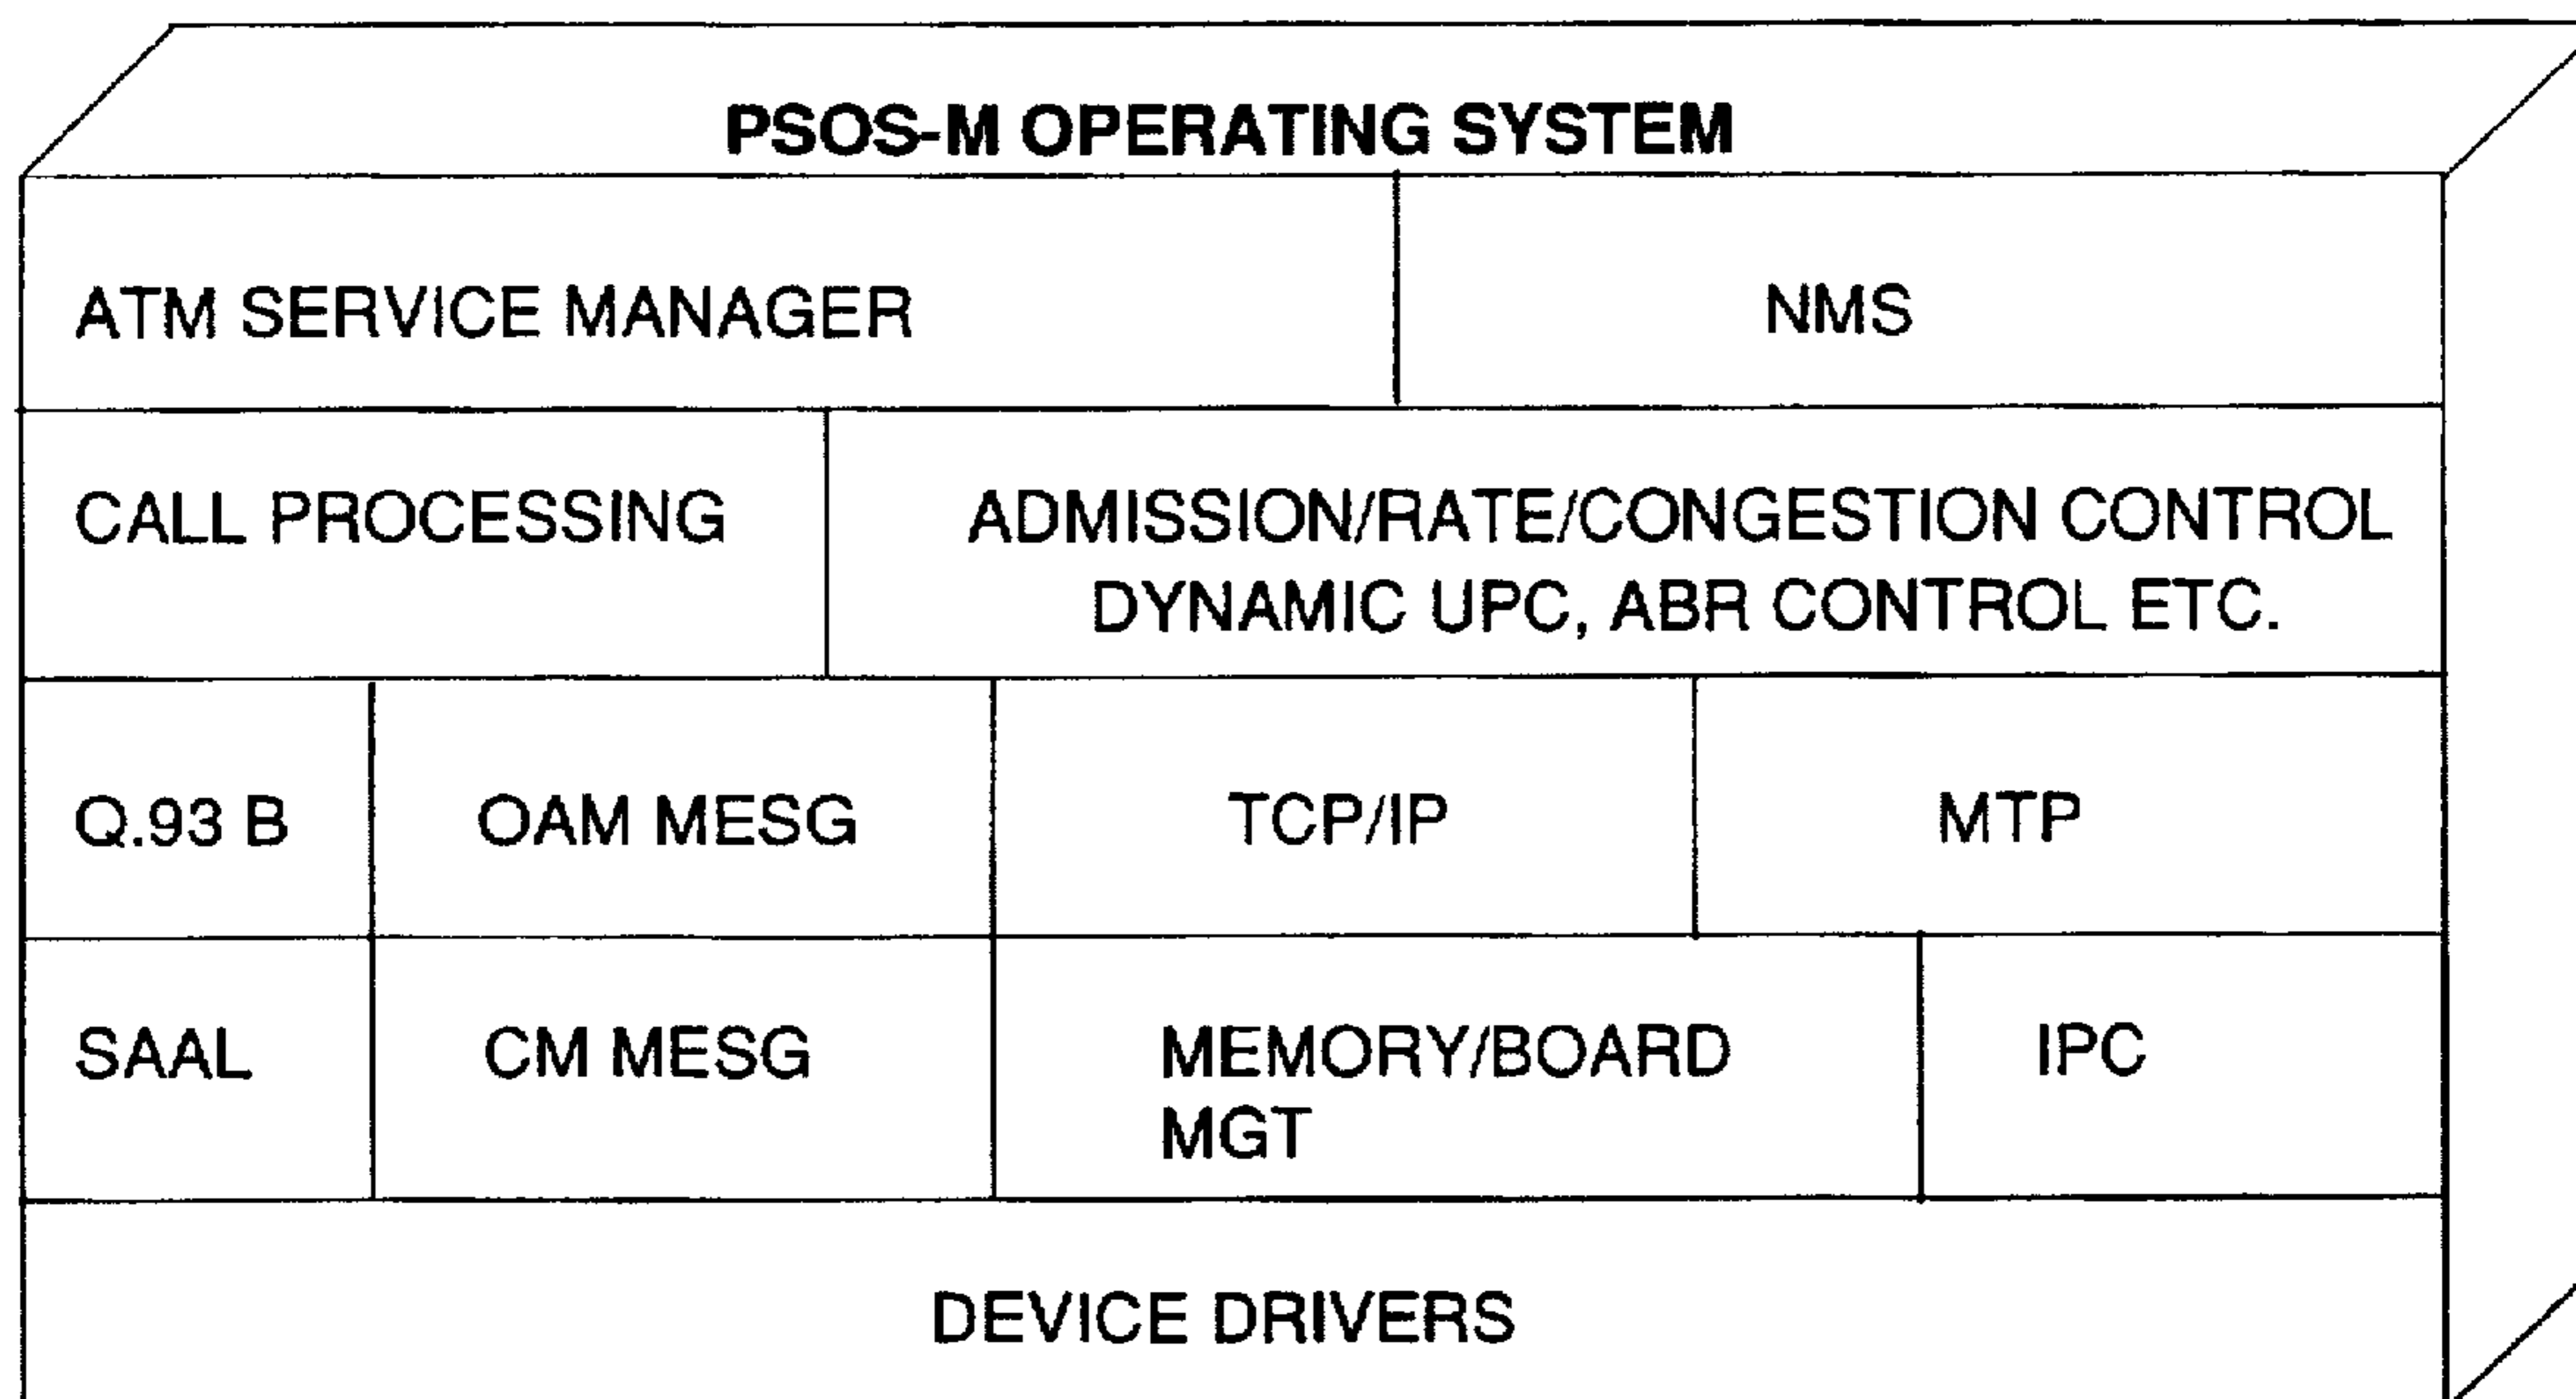 PSOS-M OPERATING SYSTEM
ATM SERVICE MANAGER
NMS
CALL PROCESSING
ADMISSION/RATE/CONGESTION CONTROL
DYNAMIC UPC, ABR CONTROL ETC.
Q.93 B
OAM MESG
TCP/IP
MTP
SAAL
CM MESG
MEMORY/BOARD
MGT
IPC
DEVICE DRIVERS